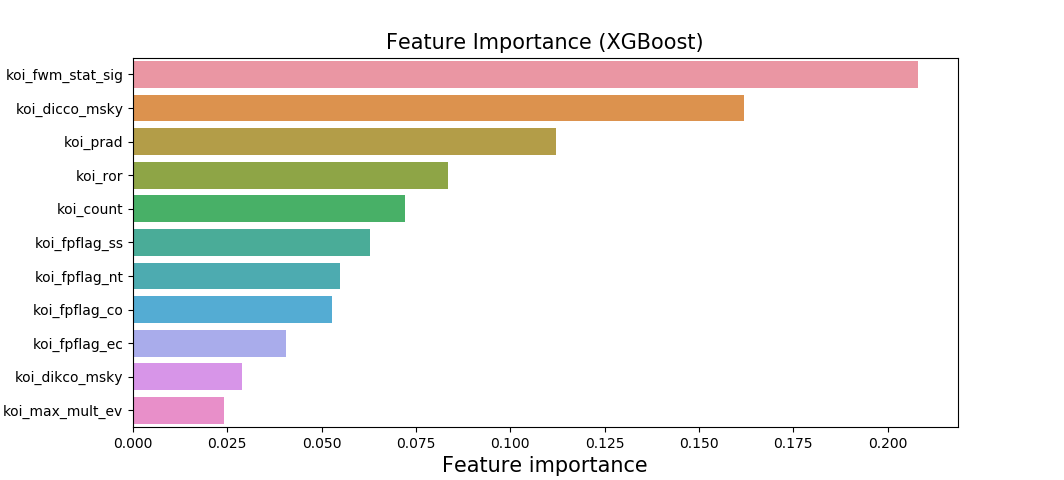 Feature Importance (XGBoost)
koi_fwm_stat_sig
koi_dicco_msky
koi_prad
koi_ror
koi_count
koi_fpflag_ss
koi_fpflag_nt
koi_fpflag_co
koi_fpflag_ec
koi_dikco_msky
koi_max_mult_ev
0.000 0.025 0.050 0.075 0.100 0.125 0.150 0.175 0.200
Feature importance